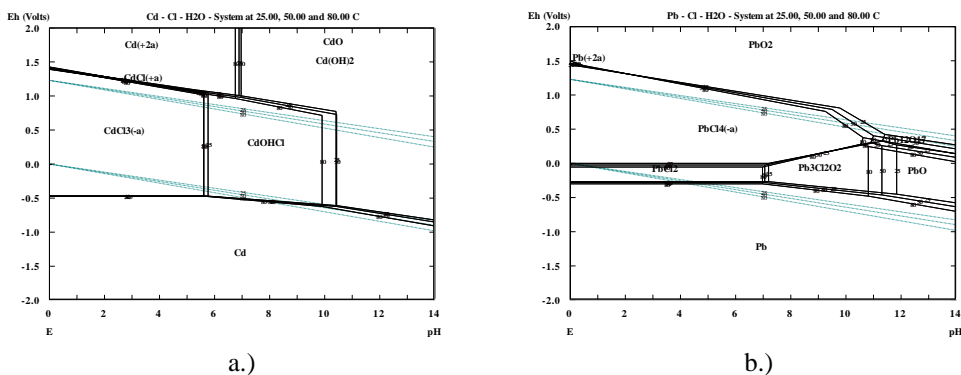 Eh (Volts) Cd - Cl - H2O - System at 25.00, 50.00 and 80.00 C
2.0
1.5
1.0
0.5
0.0
-0.5
-1.0
-1.5
-2.0
0 2 4 6 8 10 12 14
E pH
Cd(+2a)
CdO
Cd(OH)2
CdCl(+a)
CdCl3(-a)
CdOHCl
Cd
a.)
Eh (Volts) Pb - Cl - H2O - System at 25.00, 50.00 and 80.00 C
2.0
1.5
1.0
0.5
0.0
-0.5
-1.0
-1.5
-2.0
0 2 4 6 8 10 12 14
E pH
PbO2
Pb(+2a)
PbCl4(-a)
PbCl2
Pb3Cl2O2
PbO
Pb
b.)